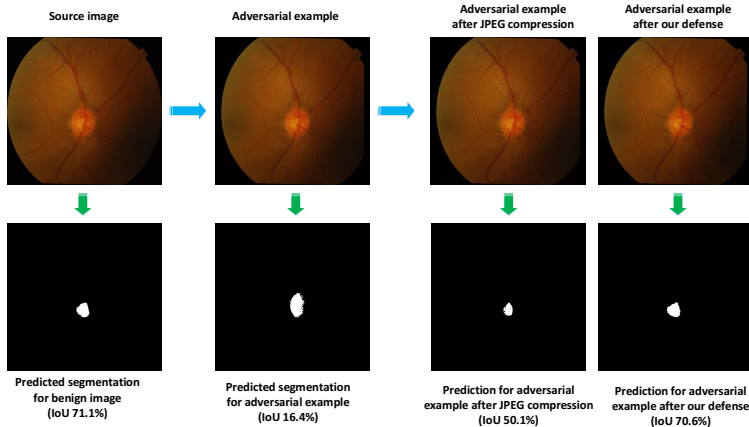 Source image
Adversarial example
Adversarial example
after JPEG compression
Adversarial example
after our defense
Predicted segmentation
for benign image
(IoU 71.1%)
Predicted segmentation
for adversarial example
(IoU 16.4%)
Prediction for adversarial
example after JPEG compression
(IoU 50.1%)
Prediction for adversarial
example after our defense
(IoU 70.6%)